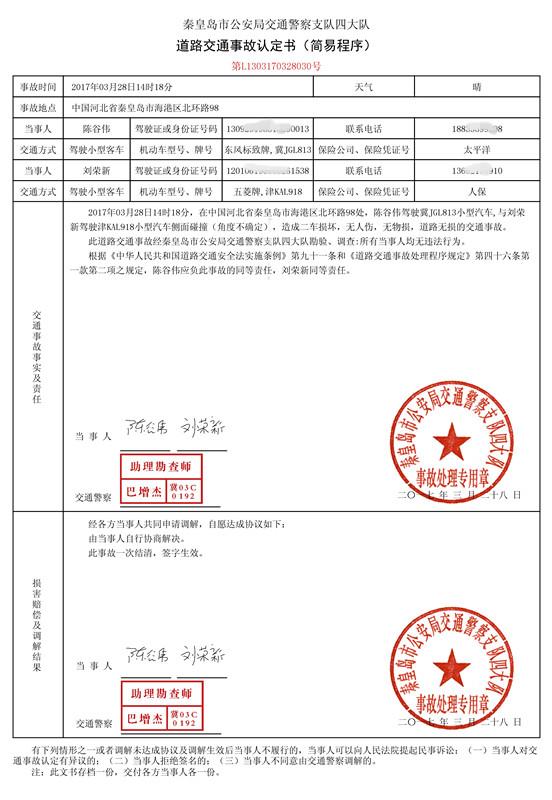 秦皇岛市公安局交通警察支队四大队
道路交通事故认定书（简易程序）
第L1303170328030号
事故时间 2017年03月28日14时18分 天气 晴
事故地点 中国河北省秦皇岛市海港区北环路98
当事人 陈谷伟 驾驶证或身份证号码 0013 联系电话
交通方式 驾驶小型客车 机动车型号、牌号 东风标致牌,冀JGL813 保险公司、保险凭证号 太平洋
当事人 刘荣新 驾驶证或身份证号码 1538 联系电话 910
交通方式 驾驶小型客车 机动车型号、牌号 五菱牌,津KAL918 保险公司、保险凭证号 人保
交通事故事实及责任
2017年03月28日14时18分，在中国河北省秦皇岛市海港区北环路98处，陈谷伟驾驶冀JGL813小型汽车,与刘荣
新驾驶津KAL918小型汽车侧面碰撞（角度不确定），造成二车损坏，无人伤，无物损，道路无损的交通事故。
此道路交通事故经秦皇岛市公安局交通警察支队四大队勘验、调查:所有当事人均无违法行为。
根据《中华人民共和国道路交通安全法实施条例》第九十一条和《道路交通事故处理程序规定》第四十六条第
一款第二项之规定，陈谷伟应负此事故的同等责任，刘荣新同等责任。
当 事 人 陈谷伟 刘荣新
交通警察
助理勘查师
巴增杰 冀03C
0192
秦皇岛市公安局交通警察支队四大队
事故处理专用章
二〇一七 年 三 月 二十八 日
损害赔偿及调解结果
经各方当事人共同申请调解，自愿达成协议如下：
由当事人自行协商解决。
此事故一次结清，签字生效。
当 事 人 陈谷伟 刘荣新
交通警察
助理勘查师
巴增杰 冀03C
0192
秦皇岛市公安局交通警察支队四大队
事故处理专用章
二〇一七 年 三 月 二十八 日
有下列情形之一或者调解未达成协议及调解生效后当事人不履行的，当事人可以向人民法院提起民事诉讼：（一）当事人对交
通事故认定有异议的；（二）当事人拒绝签名的；（三）当事人不同意由交通警察调解的。
注：此文书存档一份，交付各方当事人各一份。